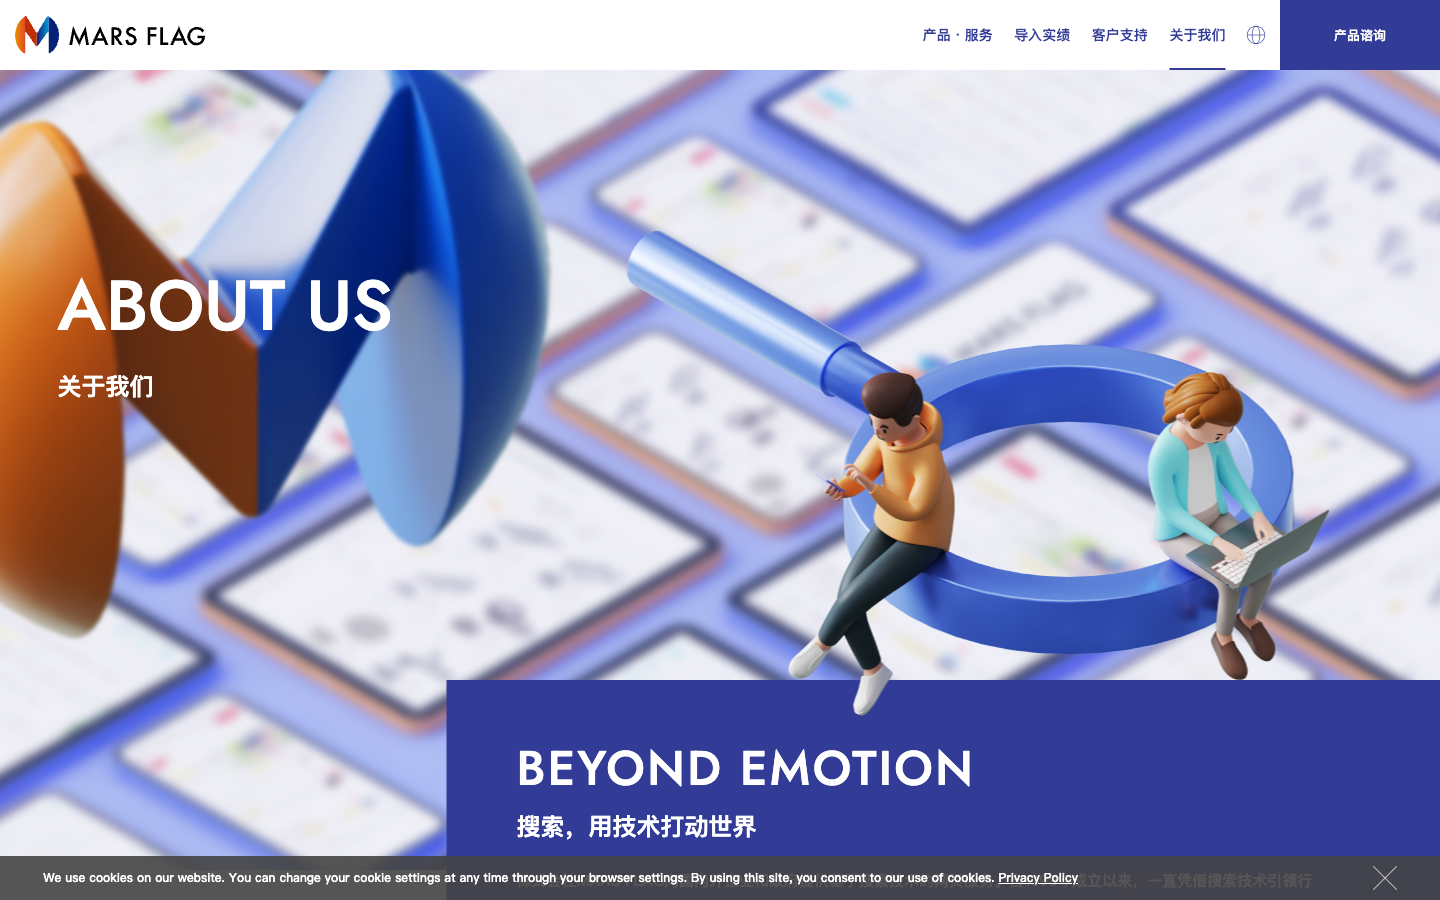 MARS FLAG
产品・服务
导入实绩
客户支持
关于我们
产品咨询
ABOUT US
关于我们
BEYOND EMOTION
搜索，用技术打动世界
We use cookies on our website. You can change your cookie settings at any time through your browser settings. By using this site, you consent to our use of cookies. Privacy Policy
成立以来，一直凭借搜索技术引领行